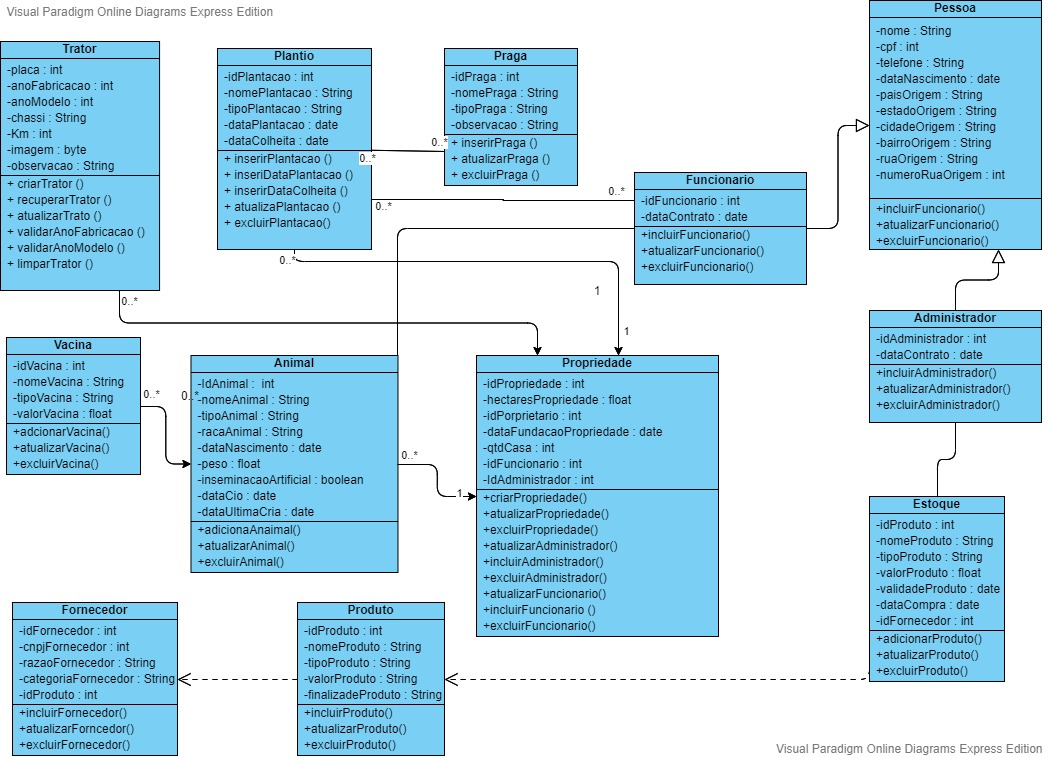 Visual Paradigm Online Diagrams Express Edition
Trator
-placa : int
-anoFabricacao : int
-anoModelo : int
-chassi : String
-Km : int
-imagem : byte
-observacao : String
+ criarTrator ()
+ recuperarTrator ()
+ atualizarTrato ()
+ validarAnoFabricacao ()
+ validarAnoModelo ()
+ limparTrator ()
0..*
Plantio
-idPlantacao : int
-nomePlantacao : String
-tipoPlantacao : String
-dataPlantacao : date
-dataColheita : date
+ inserirPlantacao ()
+ inseriDataPlantacao ()
+ inserirDataColheita ()
+ atualizaPlantacao ()
+ excluirPlantacao()
0..*
0..*
0..*
0..*
Praga
-idPraga : int
-nomePraga : String
-tipoPraga : String
-observacao : String
+ inserirPraga ()
+ atualizarPraga ()
+ excluirPraga ()
0..*
Funcionario
-idFuncionario : int
-dataContrato : date
+incluirFuncionario()
+atualizarFuncionario()
+excluirFuncionario()
Pessoa
-nome : String
-cpf : int
-telefone : String
-dataNascimento : date
-paisOrigem : String
-estadoOrigem : String
-cidadeOrigem : String
-bairroOrigem : String
-ruaOrigem : String
-numeroRuaOrigem : int
+incluirFuncionario()
+atualizarFuncionario()
+excluirFuncionario()
1
1
Administrador
-idAdministrador : int
-dataContrato : date
+incluirAdministrador()
+atualizarAdministrador()
+excluirAdministrador()
Vacina
-idVacina : int
-nomeVacina : String
-tipoVacina : String
-valorVacina : float
+adcionarVacina()
+atualizarVacina()
+excluirVacina()
0..*
0..*
Animal
-IdAnimal : int
-nomeAnimal : String
-tipoAnimal : String
-racaAnimal : String
-dataNascimento : date
-peso : float
-inseminacaoArtificial : boolean
-dataCio : date
-dataUltimaCria : date
+adicionaAnaimal()
+atualizarAnimal()
+excluirAnimal()
0..*
1
Propriedade
-idPropriedade : int
-hectaresPropriedade : float
-idPorprietario : int
-dataFundacaoPropriedade : date
-qtdCasa : int
-idFuncionario : int
-IdAdministrador : int
+criarPropriedade()
+atualizarPropriedade()
+excluirPropriedade()
+atualizarAdministrador()
+incluirAdministrador()
+excluirAdministrador()
+atualizarFuncionario()
+incluirFuncionario ()
+excluirFuncionario()
Estoque
-idProduto : int
-nomeProduto : String
-tipoProduto : String
-valorProduto : float
-validadeProduto : date
-dataCompra : date
-idFornecedor : int
+adicionarProduto()
+atualizarProduto()
+excluirProduto()
Fornecedor
-idFornecedor : int
-cnpjFornecedor : int
-razaoFornecedor : String
-categoriaFornecedor : String
-idProduto : int
+incluirFornecedor()
+atualizarForncedor()
+excluirFornecedor()
Produto
-idProduto : int
-nomeProduto : String
-tipoProduto : String
-valorProduto : String
-finalizadeProduto : String
+incluirProduto()
+atualizarProduto()
+excluirProduto()
Visual Paradigm Online Diagrams Express Edition